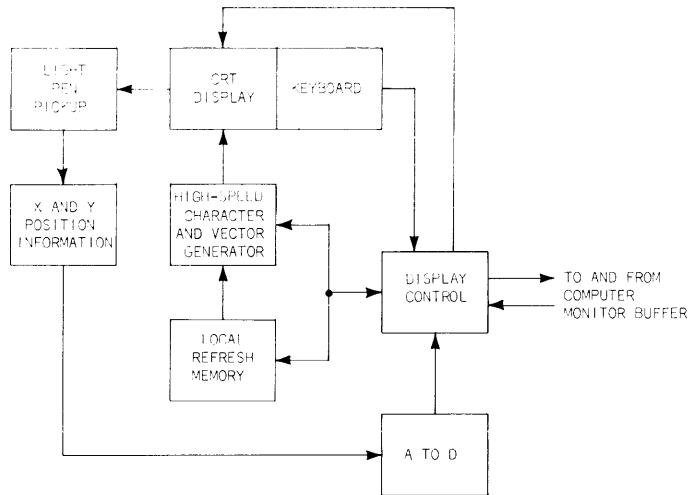 LIGHT
PEN
PICKUP
CRT
DISPLAY
KEYBOARD
X AND Y
POSITION
INFORMATION
HIGH-SPEED
CHARACTER
AND VECTOR
GENERATOR
DISPLAY
CONTROL
TO AND FROM
COMPUTER
MONITOR BUFFER
LOCAL
REFRESH
MEMORY
A TO D